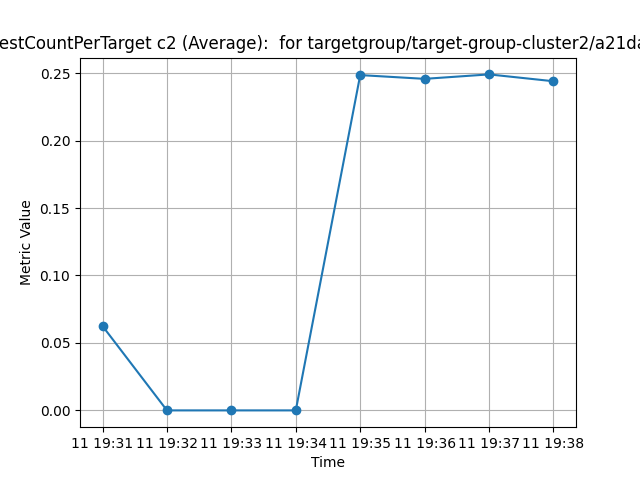 estCountPerTarget c2 (Average):  for targetgroup/target-group-cluster2/a21da
0.25
0.20
0.15
0.10
0.05
0.00
Metric Value
11 19:31 11 19:32 11 19:33 11 19:34 11 19:35 11 19:36 11 19:37 11 19:38
Time